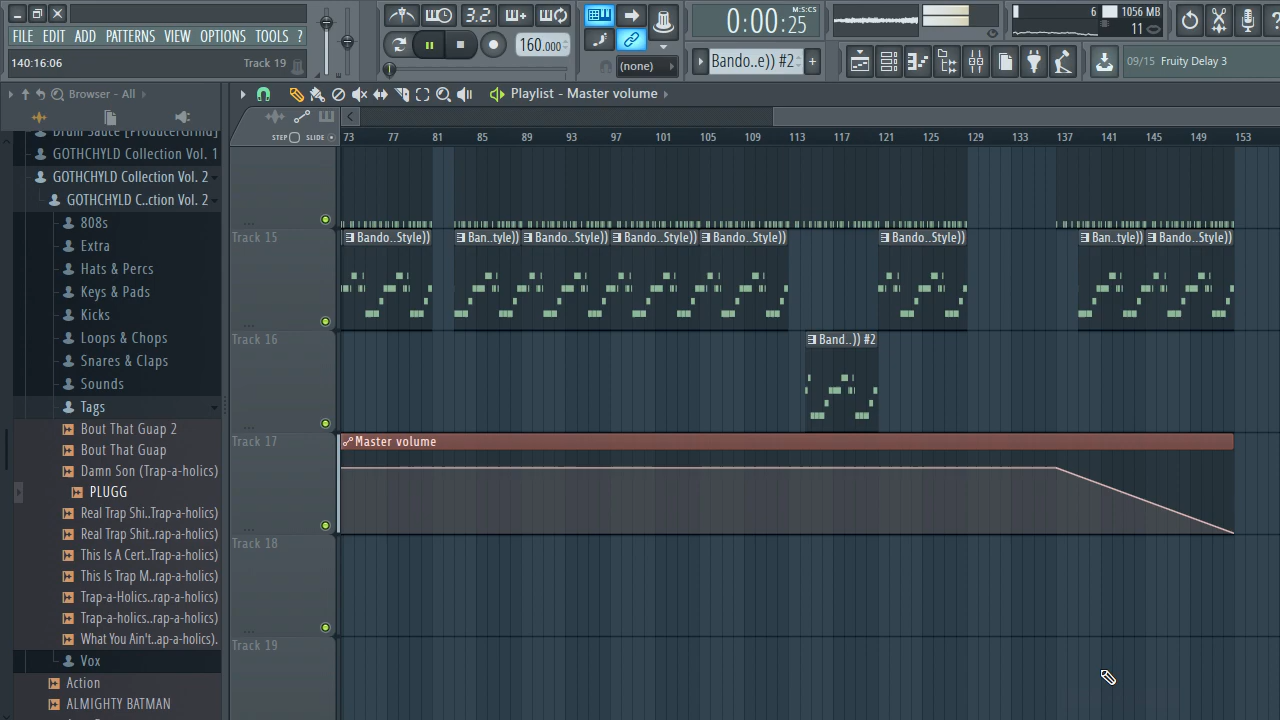 FILE EDIT ADD PATTERNS VIEW OPTIONS TOOLS ?
140:16:06 Track 19
3.2.
160.000
(none)
0:00:25
M:S:CS
6 1056 MB
11
Bando..e)) #2
09/15 Fruity Delay 3
Browser - All
Playlist - Master volume
STEP SLIDE
73 77 81 85 89 93 97 101 105 109 113 117 121 125 129 133 137 141 145 149 153
Drum Sauce [ProducerGrind]
GOTHCHYLD Collection Vol. 1
GOTHCHYLD Collection Vol. 2
GOTHCHYLD C..ction Vol. 2
808s
Extra
Hats & Percs
Keys & Pads
Kicks
Loops & Chops
Snares & Claps
Sounds
Tags
Bout That Guap 2
Bout That Guap
Damn Son (Trap-a-holics)
PLUGG
Real Trap Shi..Trap-a-holics)
Real Trap Shit..rap-a-holics)
This Is A Cert..Trap-a-holics)
This Is Trap M..rap-a-holics)
Trap-a-Holics..rap-a-holics)
Trap-a-holics..rap-a-holics)
What You Ain't..ap-a-holics).
Vox
Action
ALMIGHTY BATMAN
Track 15
Bando..Style)) Ban..tyle)) Bando..Style)) Bando..Style)) Bando..Style)) Bando..Style)) Ban..tyle)) Bando..Style))
Track 16
Band..)) #2
Track 17
Master volume
Track 18
Track 19